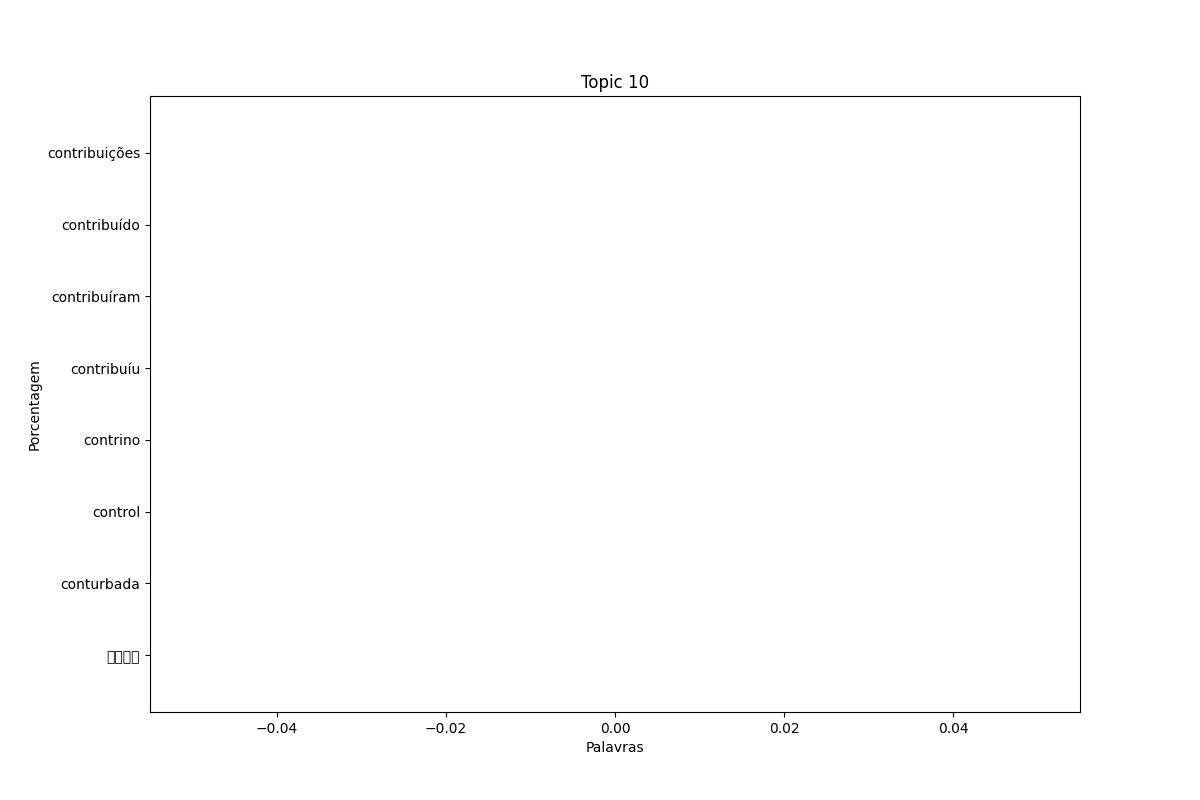 Topic 10
contribuições
contribuído
contribuíram
contribuíu
contrino
control
conturbada
Porcentagem
−0.04
−0.02
0.00
0.02
0.04
Palavras